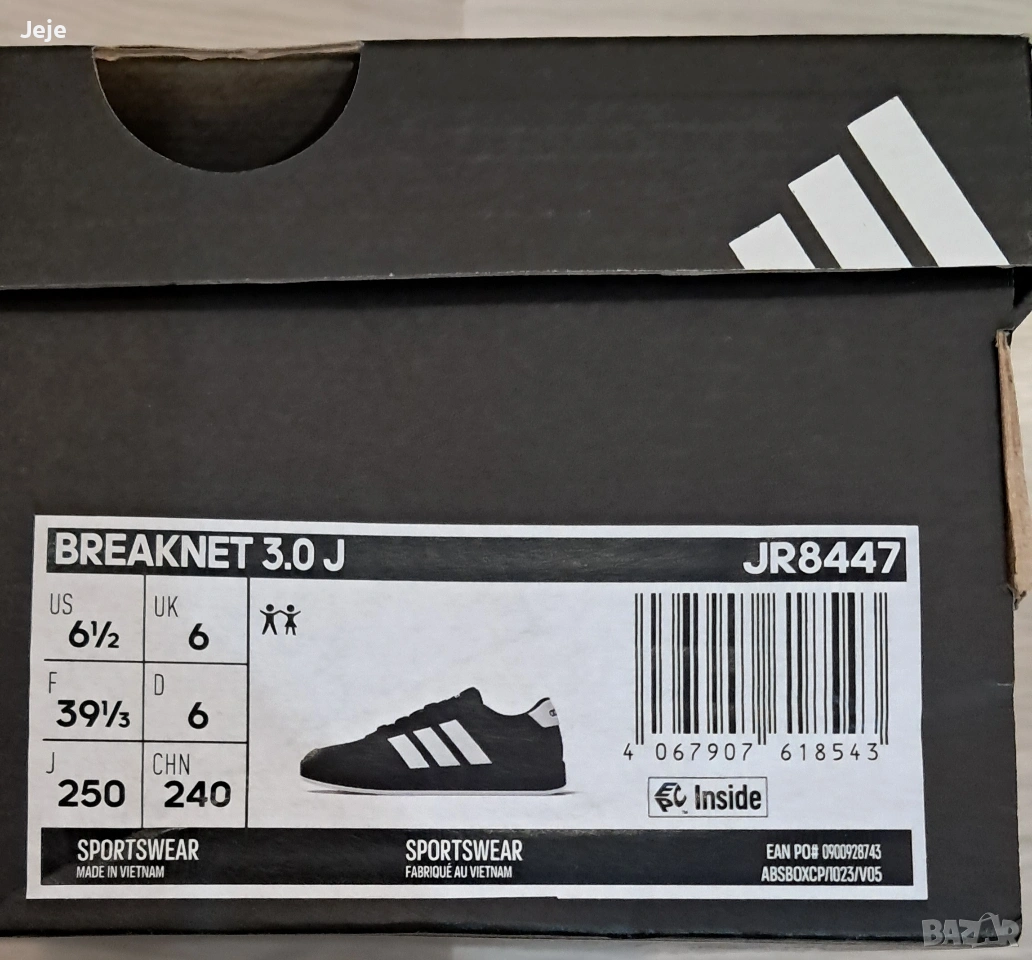 Jeje
BREAKNET 3.0 J
JR8447
US
6½
UK
6
F
39⅓
D
6
J
250
CHN
240
4 067907 618543
EPC™ Inside
SPORTSWEAR
MADE IN VIETNAM
SPORTSWEAR
FABRIQUÉ AU VIETNAM
EAN PO# 0900928743
ABSBOXCP/1023/V05
BAZAR